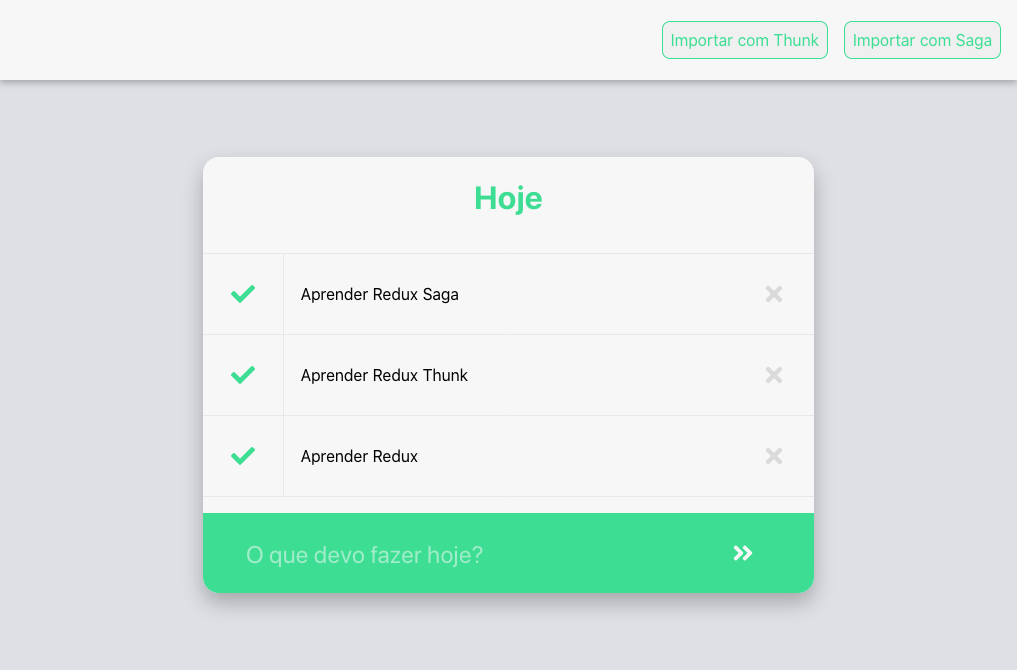 Importar com Thunk
Importar com Saga
Hoje
Aprender Redux Saga
Aprender Redux Thunk
Aprender Redux
O que devo fazer hoje?